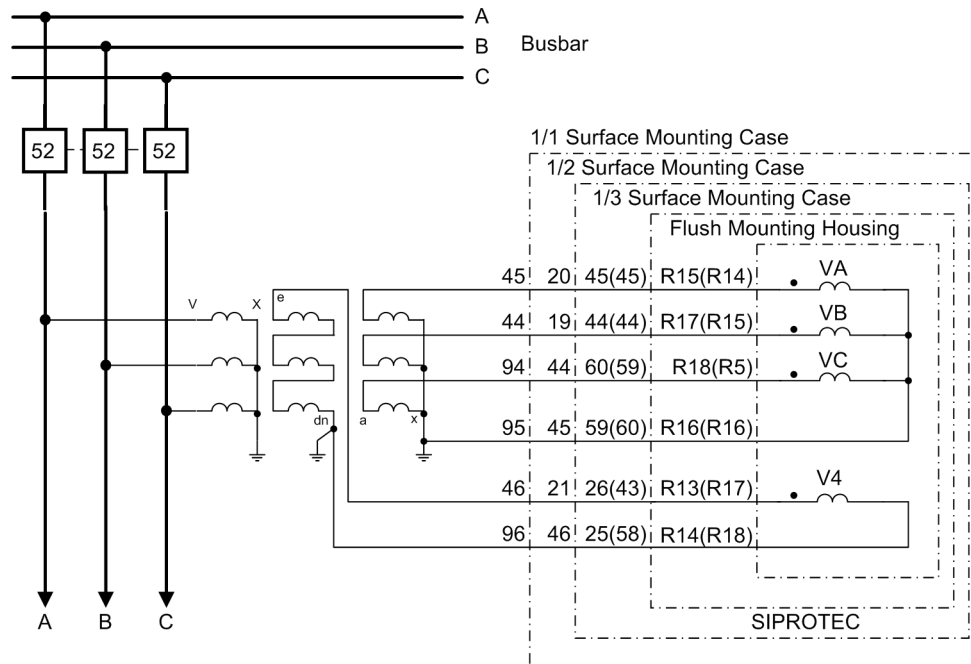 A
B Busbar
C
52 52 52
1/1 Surface Mounting Case
1/2 Surface Mounting Case
1/3 Surface Mounting Case
Flush Mounting Housing
V X e
45 20 45(45) R15(R14) VA
44 19 44(44) R17(R15) VB
94 44 60(59) R18(R5) VC
dn a x
95 45 59(60) R16(R16)
46 21 26(43) R13(R17) V4
96 46 25(58) R14(R18)
A B C
SIPROTEC